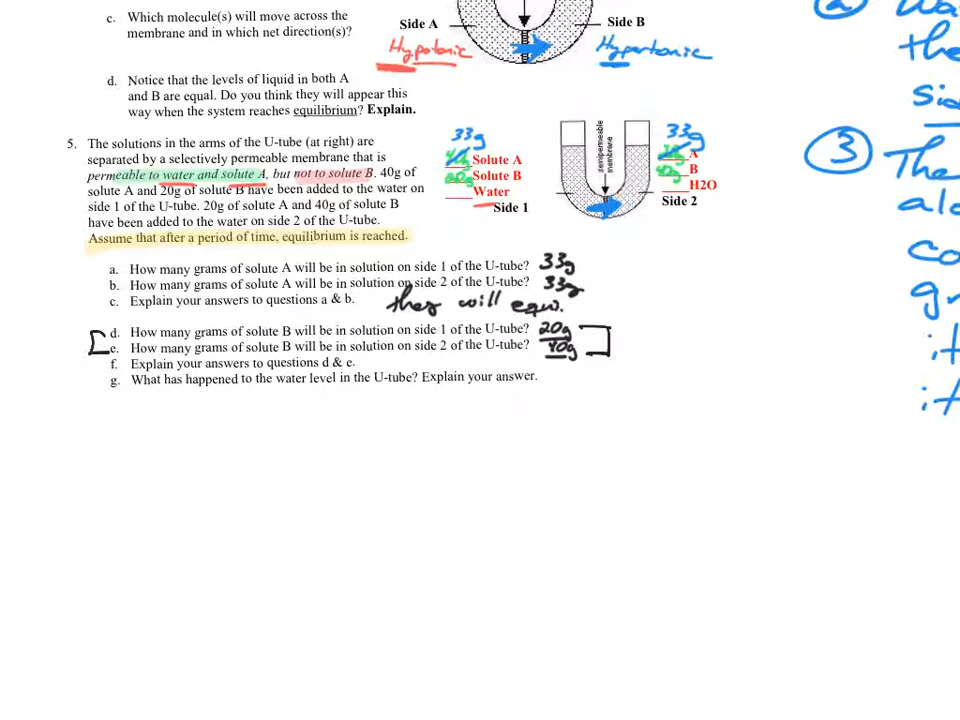 c. Which molecule(s) will move across the
membrane and in which net direction(s)?
Side A
Side B
Hypotonic
Hypertonic
d. Notice that the levels of liquid in both A
and B are equal. Do you think they will appear this
way when the system reaches equilibrium? Explain.
5. The solutions in the arms of the U-tube (at right) are
separated by a selectively permeable membrane that is
permeable to water and solute A, but not to solute B. 40g of
solute A and 20g of solute B have been added to the water on
side 1 of the U-tube. 20g of solute A and 40g of solute B
have been added to the water on side 2 of the U-tube.
Assume that after a period of time, equilibrium is reached.
33g
Solute A
20g Solute B
Water
Side 1
semipermeable
membrane
33g
A
40g B
H2O
Side 2
a. How many grams of solute A will be in solution on side 1 of the U-tube? 33g
b. How many grams of solute A will be in solution on side 2 of the U-tube? 33g
c. Explain your answers to questions a & b. they will equ.
d. How many grams of solute B will be in solution on side 1 of the U-tube? 20g
e. How many grams of solute B will be in solution on side 2 of the U-tube? 40g
f. Explain your answers to questions d & e.
g. What has happened to the water level in the U-tube? Explain your answer.
the
3 The
it
it